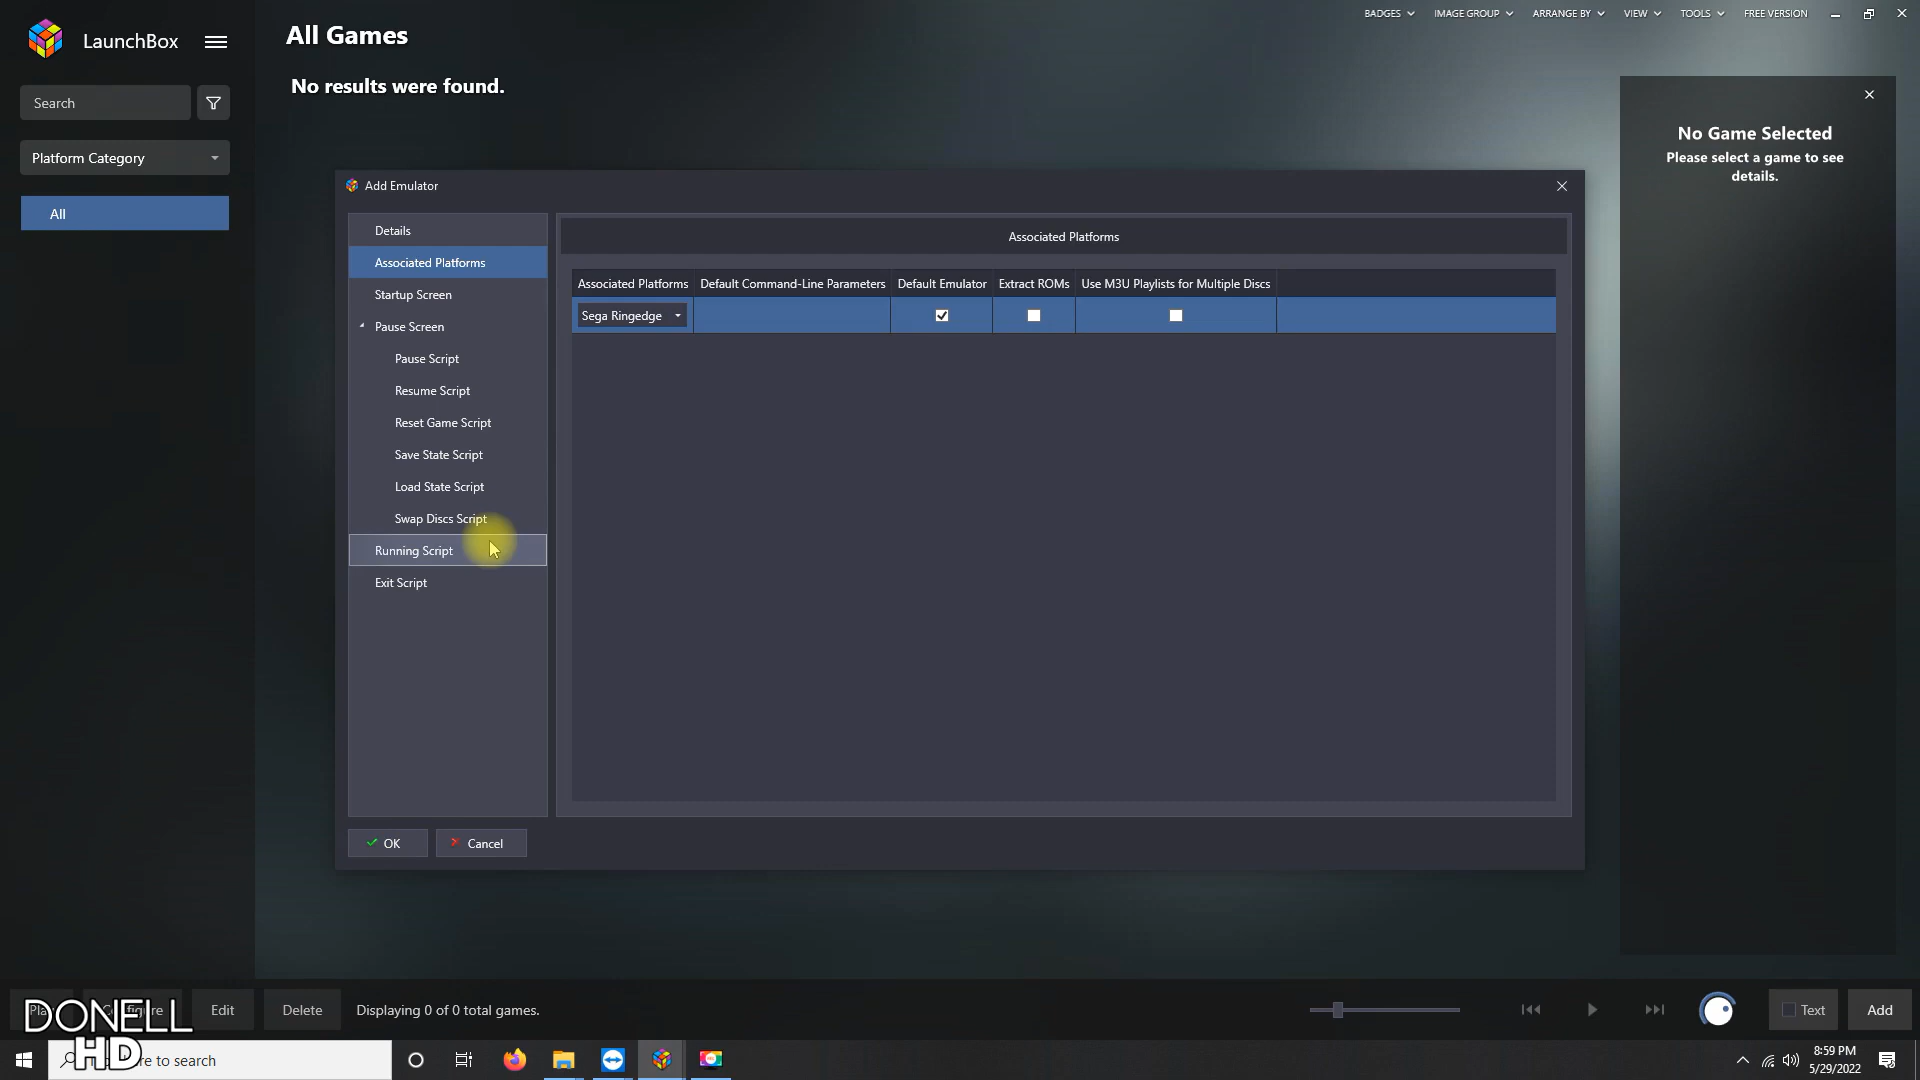 LaunchBox
All Games
BADGES
IMAGE GROUP
ARRANGE BY
VIEW
TOOLS
FREE VERSION
No results were found.
Search
Platform Category
All
No Game Selected
Please select a game to see
details.
Add Emulator
Details
Associated Platforms
Startup Screen
Pause Screen
Pause Script
Resume Script
Reset Game Script
Save State Script
Load State Script
Swap Discs Script
Running Script
Exit Script
Associated Platforms
Associated Platforms Default Command-Line Parameters Default Emulator Extract ROMs Use M3U Playlists for Multiple Discs
Sega Ringedge
OK
Cancel
Edit
Delete
Displaying 0 of 0 total games.
Text
Add
DONELL
HD
here to search
8:59 PM
5/29/2022